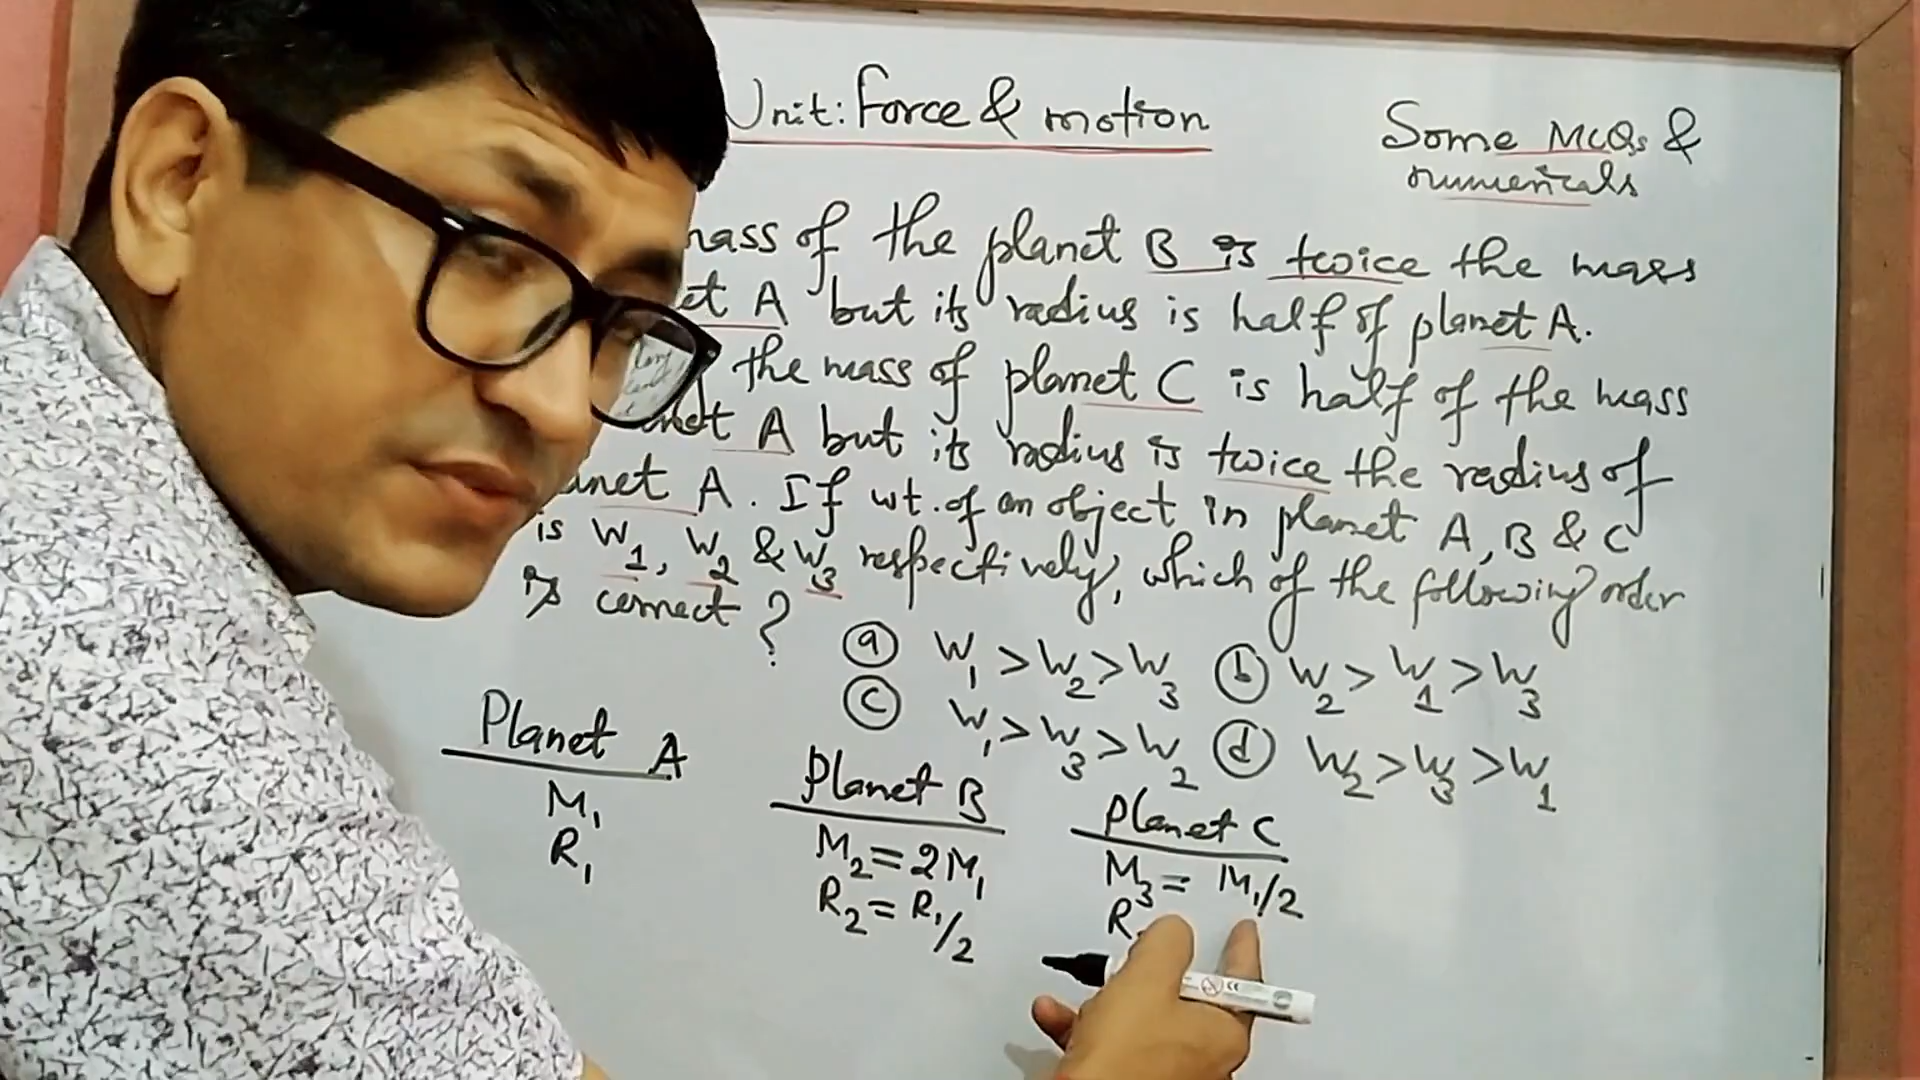 Unit: Force & motion
Some MCQs &
numericals
mass of the planet B is twice the mass
et A but its radius is half of planet A.
the mass of planet C is half of the mass
net A but its radius is twice the radius of
anet A. If wt. of an object in planet A, B & C
is W1, W2 & W3 respectively, which of the following order
is correct?
(a) W1 > W2 > W3 (b) W2 > W1 > W3
(c) W1 > W3 > W2 (d) W2 > W3 > W1
Planet A
M1
R1
Planet B
M2 = 2M1
R2 = R1/2
Planet C
M3 = M1/2
R